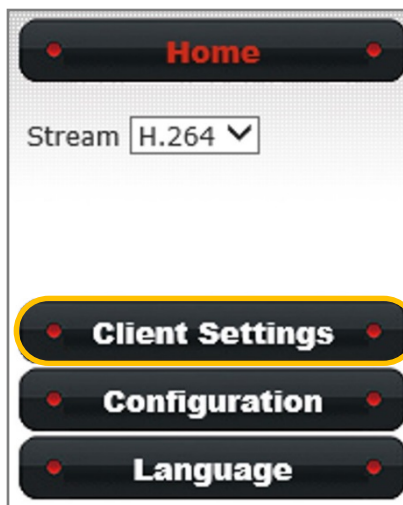 Home
Stream H.264
Client Settings
Configuration
Language